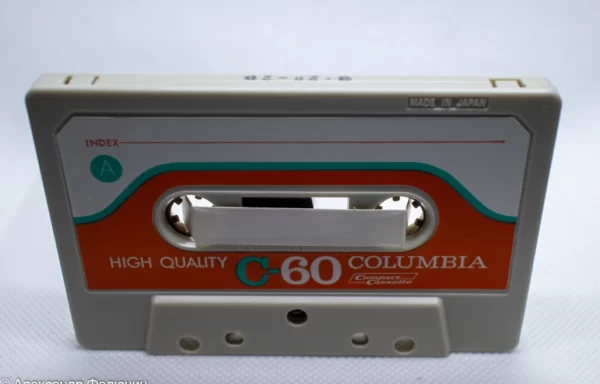 MADE IN JAPAN
INDEX
A
HIGH QUALITY C-60 COLUMBIA
Compact
Cassette